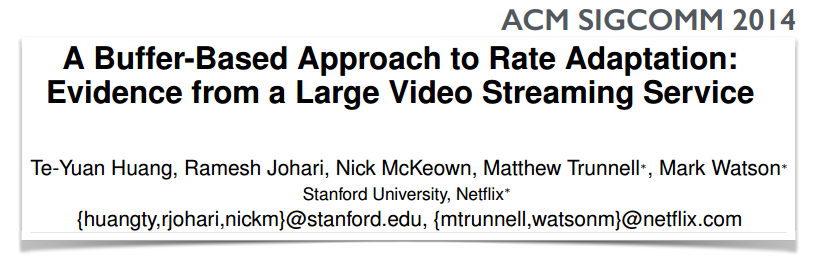 ACM SIGCOMM 2014
A Buffer-Based Approach to Rate Adaptation:
Evidence from a Large Video Streaming Service
Te-Yuan Huang, Ramesh Johari, Nick McKeown, Matthew Trunnell*, Mark Watson*
Stanford University, Netflix*
{huangty,rjohari,nickm}@stanford.edu, {mtrunnell,watsonm}@netflix.com